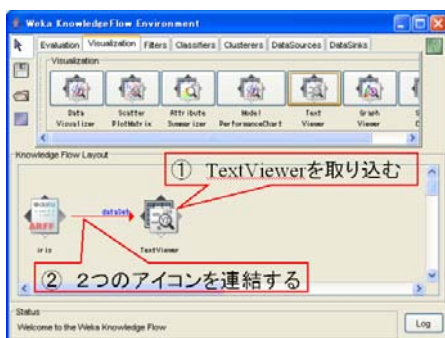 Weka KnowledgeFlow Environment
Evaluation Visualization Filters Classifiers Clusterers DataSources DataSinks
Visualization
Data Visualizer
Scatter PlotMatrix
Attribute Summarizer
Model PerformanceChart
Text Viewer
Graph Viewer
Knowledge Flow Layout
① TextViewerを取り込む
dataSet
ARFF
iris
TextViewer
② 2つのアイコンを連結する
Status
Welcome to the Weka Knowledge Flow
Log